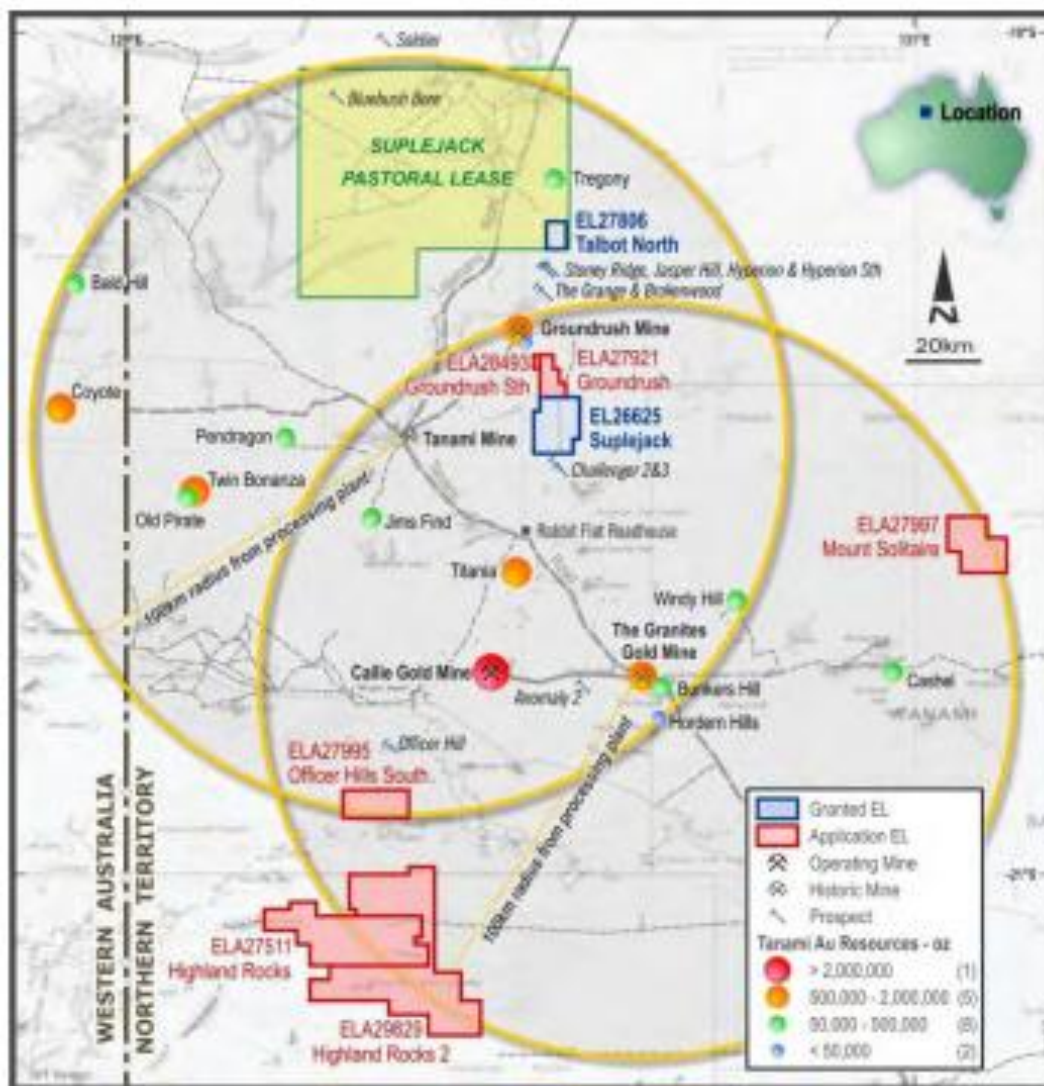 Soldier
Bluebush Bore
SUPLEJACK
PASTORAL LEASE
Location
Tregony
EL27806
Talbot North
Stoney Ridge, Jasper Hill, Hyperion & Hyperion Sth
The Grange & Brokenwood
Bald Hill
N
20km
Groundrush Mine
ELA28493
Groundrush Sth
ELA27921
Groundrush
Coyote
EL26625
Suplejack
Pendragon
Tanami Mine
Challenger 2&3
Twin Bonanza
Old Pirate
Jims Find
Rabbit Flat Roadhouse
ELA27997
Mount Solitaire
100km radius from processing plant
Titania
Windy Hill
The Granites
Gold Mine
Callie Gold Mine
Anomaly 2
Bunkers Hill
Cashel
Hordern Hills
TANAMI
Officer Hill
ELA27995
Officer Hills South
100km radius from processing plant
WESTERN AUSTRALIA
NORTHERN TERRITORY
ELA27511
Highland Rocks
ELA29829
Highland Rocks 2
Granted EL
Application EL
Operating Mine
Historic Mine
Prospect
Tanami Au Resources - oz
> 2,000,000 (1)
500,000 - 2,000,000 (5)
50,000 - 500,000 (8)
< 50,000 (2)